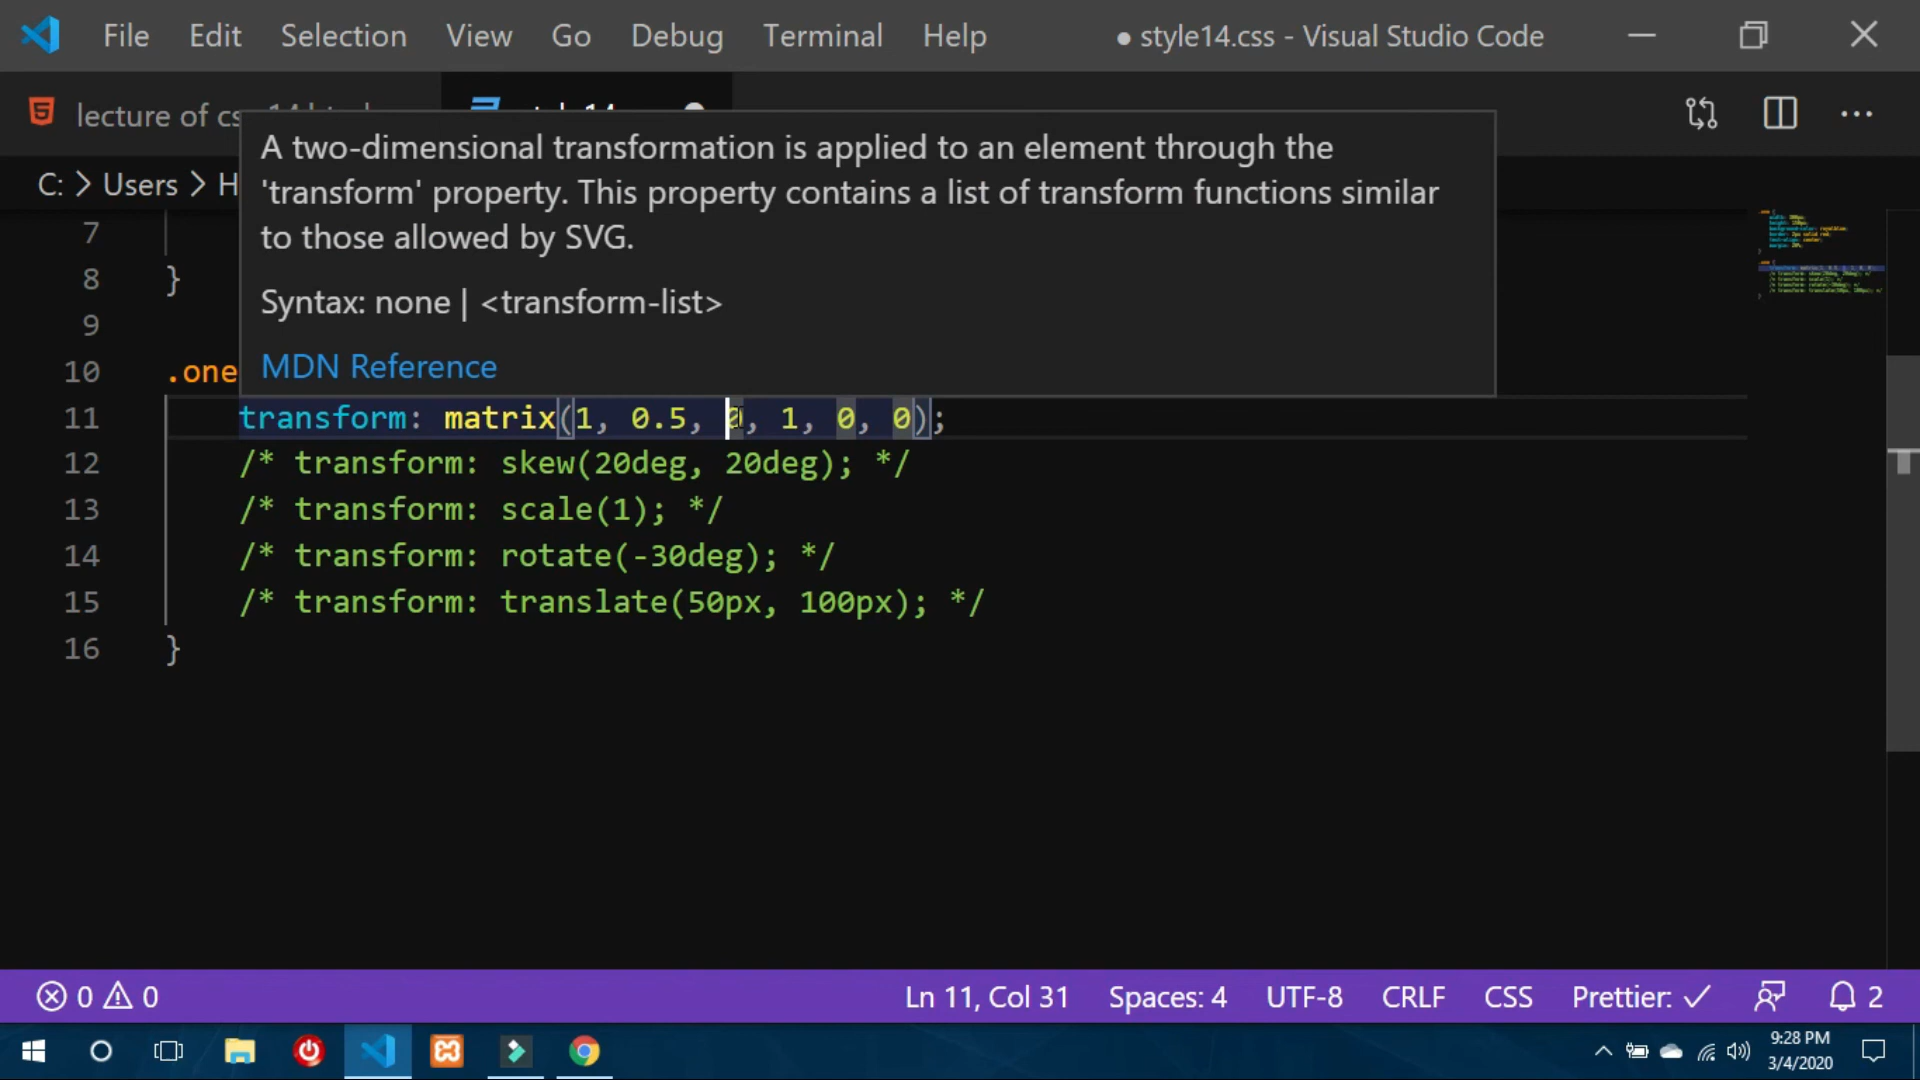 File Edit Selection View Go Debug Terminal Help ● style14.css - Visual Studio Code
lecture of cs
A two-dimensional transformation is applied to an element through the
'transform' property. This property contains a list of transform functions similar
to those allowed by SVG.
Syntax: none | <transform-list>
MDN Reference
C: > Users > H
7
8 }
9
10 .one
11 transform: matrix(1, 0.5, 0, 1, 0, 0);
12 /* transform: skew(20deg, 20deg); */
13 /* transform: scale(1); */
14 /* transform: rotate(-30deg); */
15 /* transform: translate(50px, 100px); */
16 }
0 0 Ln 11, Col 31 Spaces: 4 UTF-8 CRLF CSS Prettier: ✓ 2
9:28 PM
3/4/2020